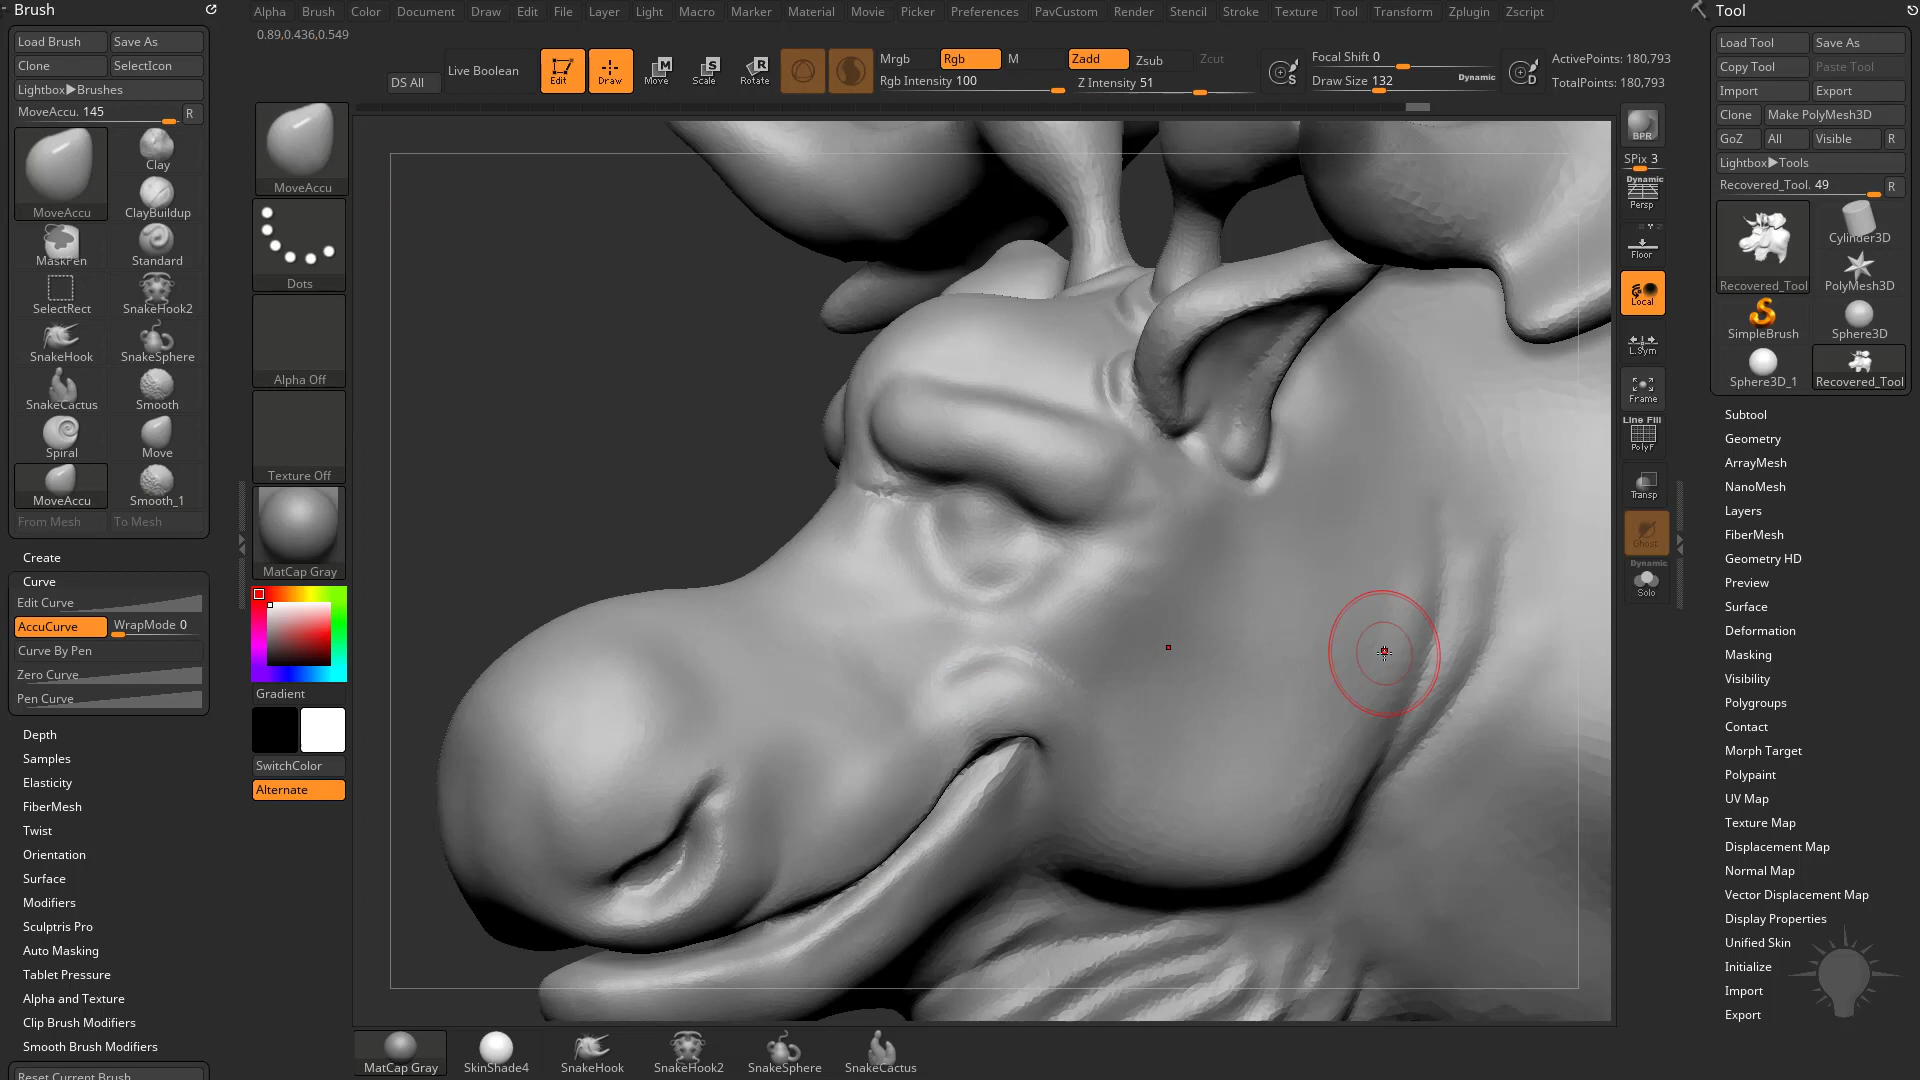 Brush
Alpha Brush Color Document Draw Edit File Layer Light Macro Marker Material Movie Picker Preferences PavCustom Render Stencil Stroke Texture Tool Transform Zplugin Zscript
Tool
0.89,0.436,0.549
Load Brush Save As
Clone SelectIcon
Lightbox▶Brushes
MoveAccu. 145 R
MoveAccu
Clay
ClayBuildup
MaskPen Standard
SelectRect SnakeHook2
SnakeHook SnakeSphere
SnakeCactus Smooth
Spiral Move
MoveAccu Smooth_1
From Mesh To Mesh
Create
Curve
Edit Curve
AccuCurve WrapMode 0
Curve By Pen
Zero Curve
Pen Curve
Depth
Samples
Elasticity
FiberMesh
Twist
Orientation
Surface
Modifiers
Sculptris Pro
Auto Masking
Tablet Pressure
Alpha and Texture
Clip Brush Modifiers
Smooth Brush Modifiers
Reset Current Brush
DS All
Live Boolean
Edit
Draw
M
Move
S
Scale
R
Rotate
Mrgb Rgb M
Rgb Intensity 100
Zadd Zsub Zcut
Z Intensity 51
S
Focal Shift 0
Draw Size 132
Dynamic
D
ActivePoints: 180,793
TotalPoints: 180,793
MoveAccu
Dots
Alpha Off
Texture Off
MatCap Gray
Gradient
SwitchColor
Alternate
BPR
SPix 3
Dynamic
Persp
Floor
Local
L.Sym
Frame
Line Fill
PolyF
Transp
Ghost
Dynamic
Solo
MatCap Gray SkinShade4 SnakeHook SnakeHook2 SnakeSphere SnakeCactus
Load Tool Save As
Copy Tool Paste Tool
Import Export
Clone Make PolyMesh3D
GoZ All Visible R
Lightbox▶Tools
Recovered_Tool. 49 R
Recovered_Tool
Cylinder3D
PolyMesh3D
SimpleBrush Sphere3D
Sphere3D_1 Recovered_Tool
Subtool
Geometry
ArrayMesh
NanoMesh
Layers
FiberMesh
Geometry HD
Preview
Surface
Deformation
Masking
Visibility
Polygroups
Contact
Morph Target
Polypaint
UV Map
Texture Map
Displacement Map
Normal Map
Vector Displacement Map
Display Properties
Unified Skin
Initialize
Import
Export